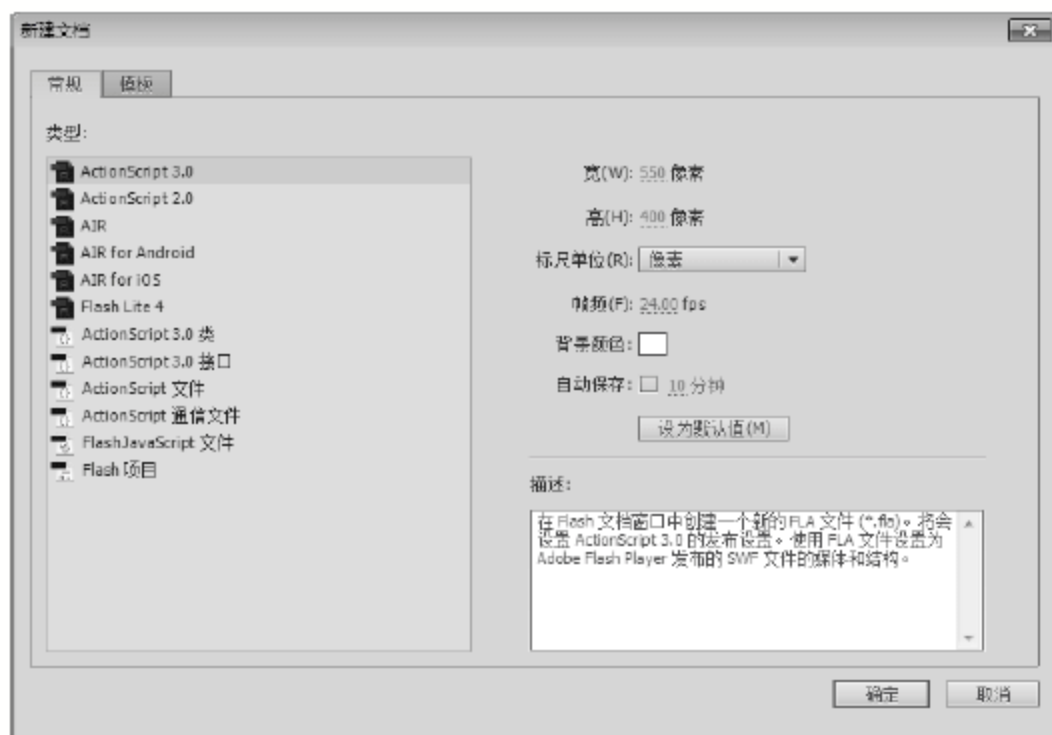 新建文档
常规
模板
类型:
ActionScript 3.0
ActionScript 2.0
AIR
AIR for Android
AIR for iOS
Flash Lite 4
ActionScript 3.0 类
ActionScript 3.0 接口
ActionScript 文件
ActionScript 通信文件
FlashJavaScript 文件
Flash 项目
宽(W): 550 像素
高(H): 400 像素
标尺单位(R): 像素
帧频(F): 24.00 fps
背景颜色:
自动保存: 10 分钟
设为默认值(M)
描述:
在 Flash 文档窗口中创建一个新的 FLA 文件 (*.fla)。将会
设置 ActionScript 3.0 的发布设置。使用 FLA 文件设置为
Adobe Flash Player 发布的 SWF 文件的媒体和结构。
确定
取消